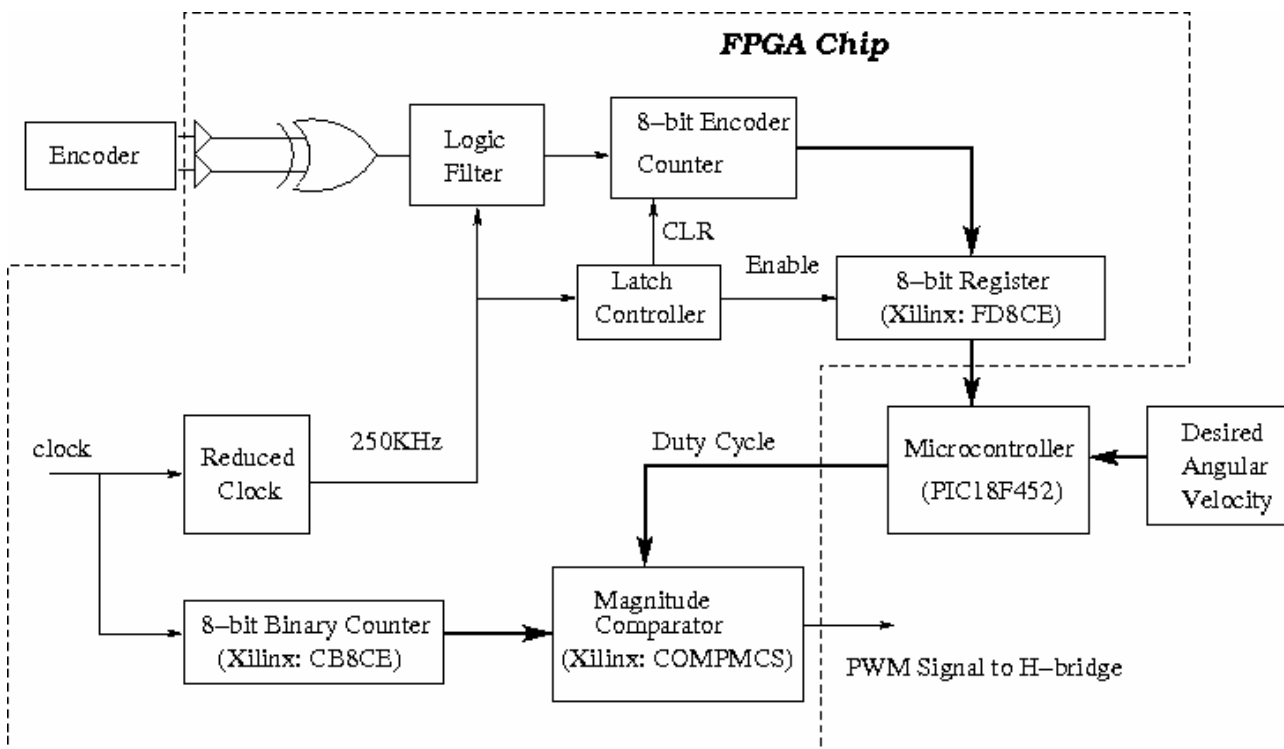 FPGA Chip
Encoder
Logic
Filter
8-bit Encoder
Counter
CLR
Enable
Latch
Controller
8-bit Register
(Xilinx: FD8CE)
clock
Reduced
Clock
250KHz
Duty Cycle
Microcontroller
(PIC18F452)
Desired
Angular
Velocity
8-bit Binary Counter
(Xilinx: CB8CE)
Magnitude
Comparator
(Xilinx: COMPMCS)
PWM Signal to H-bridge